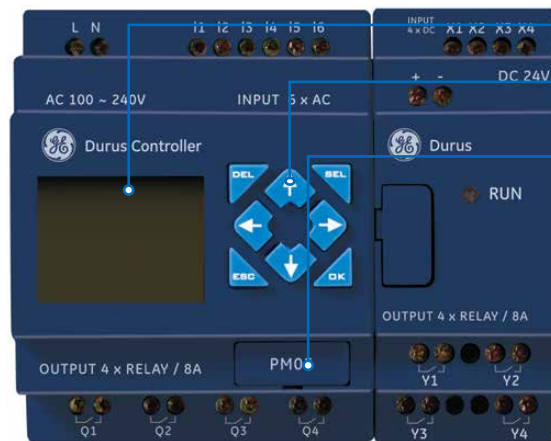 L N
I1 I2 I3 I4 I5 I6
INPUT
4 x DC
X1 X2 X3 X4
+ -
DC 24V
AC 100 ~ 240V
INPUT 6 x AC
GE Durus Controller
GE Durus
DEL
SEL
ESC
OK
RUN
OUTPUT 4 x RELAY / 8A
OUTPUT 4 x RELAY / 8A
Y1 Y2
Q1 Q2 Q3 Q4
Y3 Y4